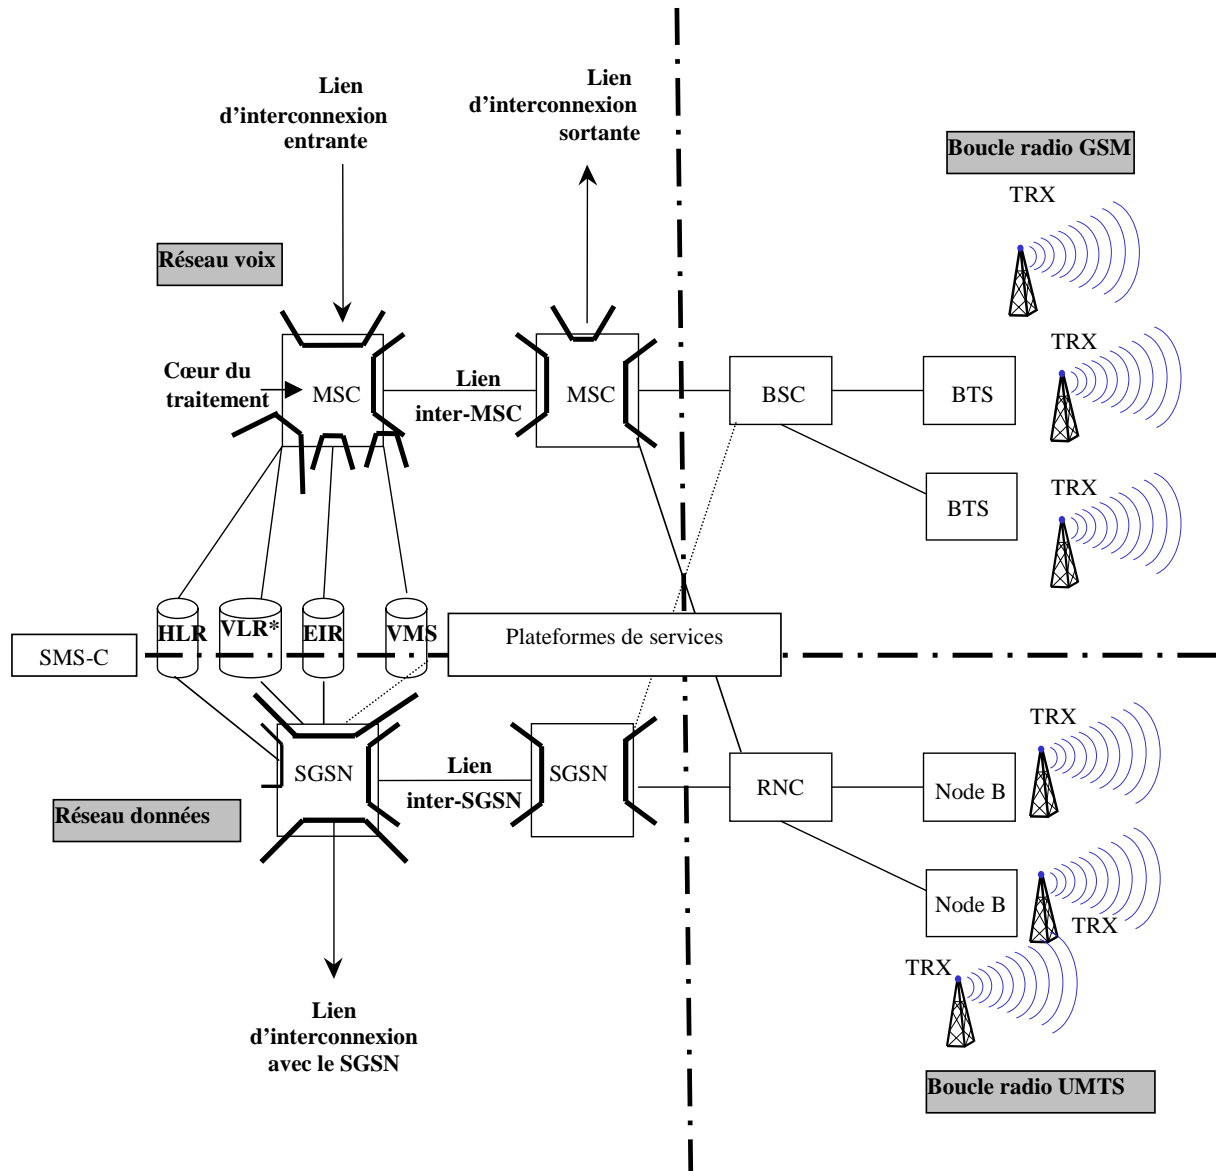 Lien
d'interconnexion
entrante
Lien
d'interconnexion
sortante
Boucle radio GSM
TRX
Réseau voix
Cœur du
traitement
MSC
Lien
inter-MSC
MSC
BSC
BTS
TRX
BTS
TRX
HLR
VLR*
EIR
VMS
SMS-C
Plateformes de services
SGSN
Lien
inter-SGSN
SGSN
RNC
Node B
TRX
Réseau données
Node B
TRX
TRX
Lien
d'interconnexion
avec le SGSN
Boucle radio UMTS